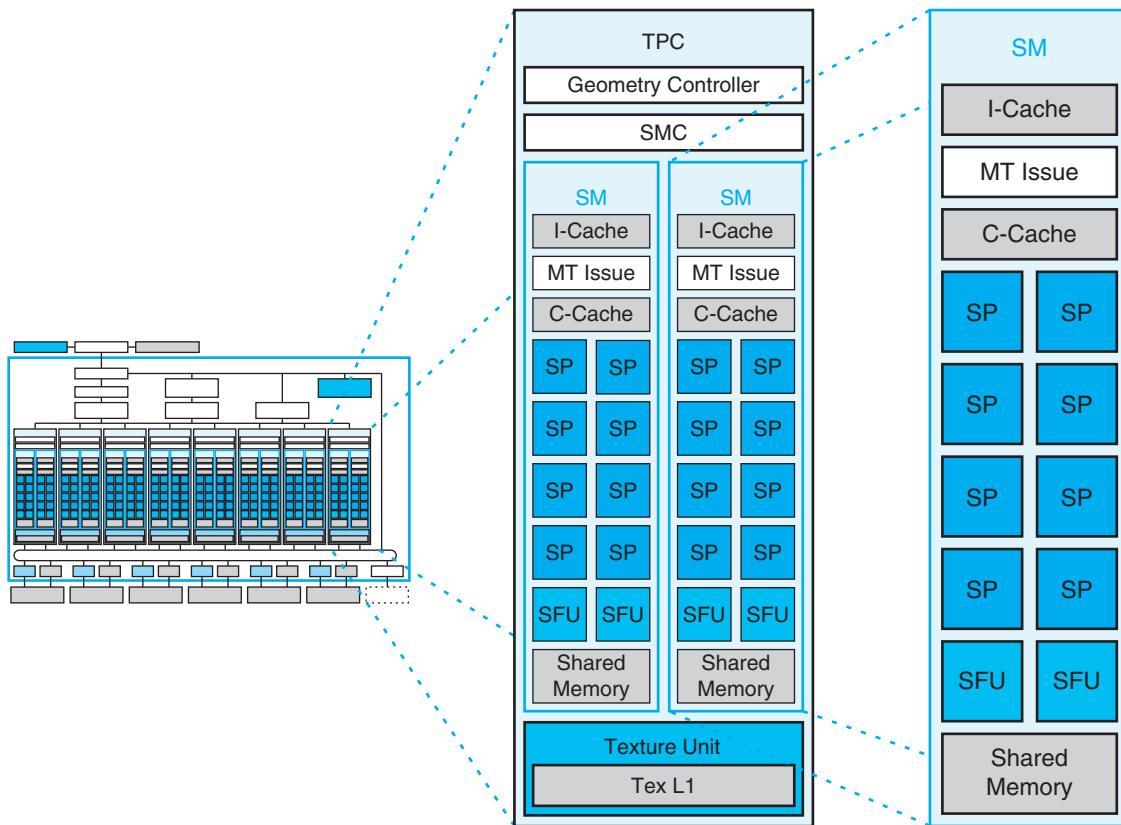 TPC
Geometry Controller
SMC
SM
I-Cache
MT Issue
C-Cache
SP SP
SP SP
SP SP
SP SP
SFU SFU
Shared
Memory
SM
I-Cache
MT Issue
C-Cache
SP SP
SP SP
SP SP
SP SP
SFU SFU
Shared
Memory
Texture Unit
Tex L1
SM
I-Cache
MT Issue
C-Cache
SP SP
SP SP
SP SP
SP SP
SFU SFU
Shared
Memory